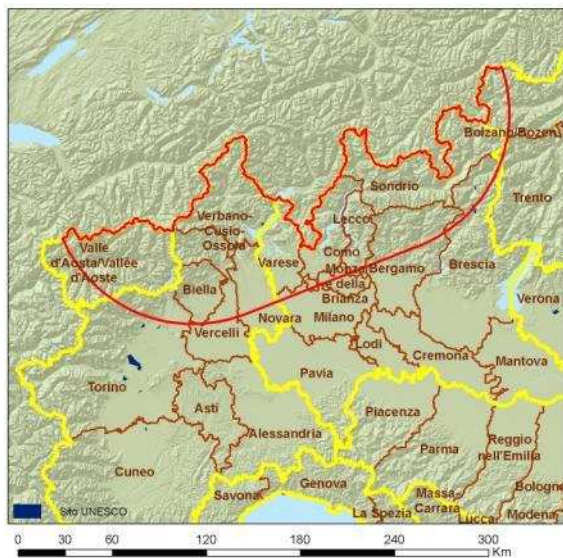 Bolzano/Bozen
Sondrio
Trento
Verbano-
Cusio-
Ossola
Lecco
Valle
d'Aosta/Vallée
d'Aoste
Varese
Como
Monza
e della
Brianza
Bergamo
Brescia
Biella
Verona
Novara
Milano
Vercelli
Lodi
Cremona
Mantova
Torino
Pavia
Asti
Piacenza
Alessandria
Parma
Reggio
nell'Emilia
Cuneo
Genova
Savona
Massa-
Carrara
Bologna
La Spezia
Lucca
Modena
Sito UNESCO
0 30 60 120 180 240 300
Km